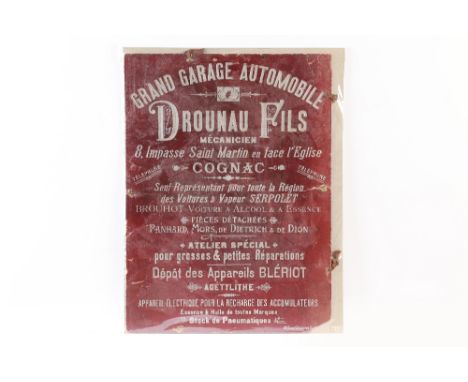 GRAND GARAGE AUTOMOBILE
DROUNAU FILS
MÉCANICIEN
8, Impasse Saint Martin en face l'Eglise
TÉLÉPHONE COGNAC TÉLÉPHONE
Seul Représentant pour toute la Région
des Voitures à Vapeur SERPOLET
BROUHOT VOITURE À ALCOOL & À ESSENCE
PIÈCES DÉTACHÉES
PANHARD, MORS, DE DIETRICH & DE DION
ATELIER SPÉCIAL
pour grosses & petites Réparations
Dépôt des Appareils BLÉRIOT
ACÉTYLITHE
APPAREIL ÉLECTRIQUE POUR LA RECHARGE DES ACCUMULATEURS
Essence & Huile de toutes Marques
Stock de Pneumatiques